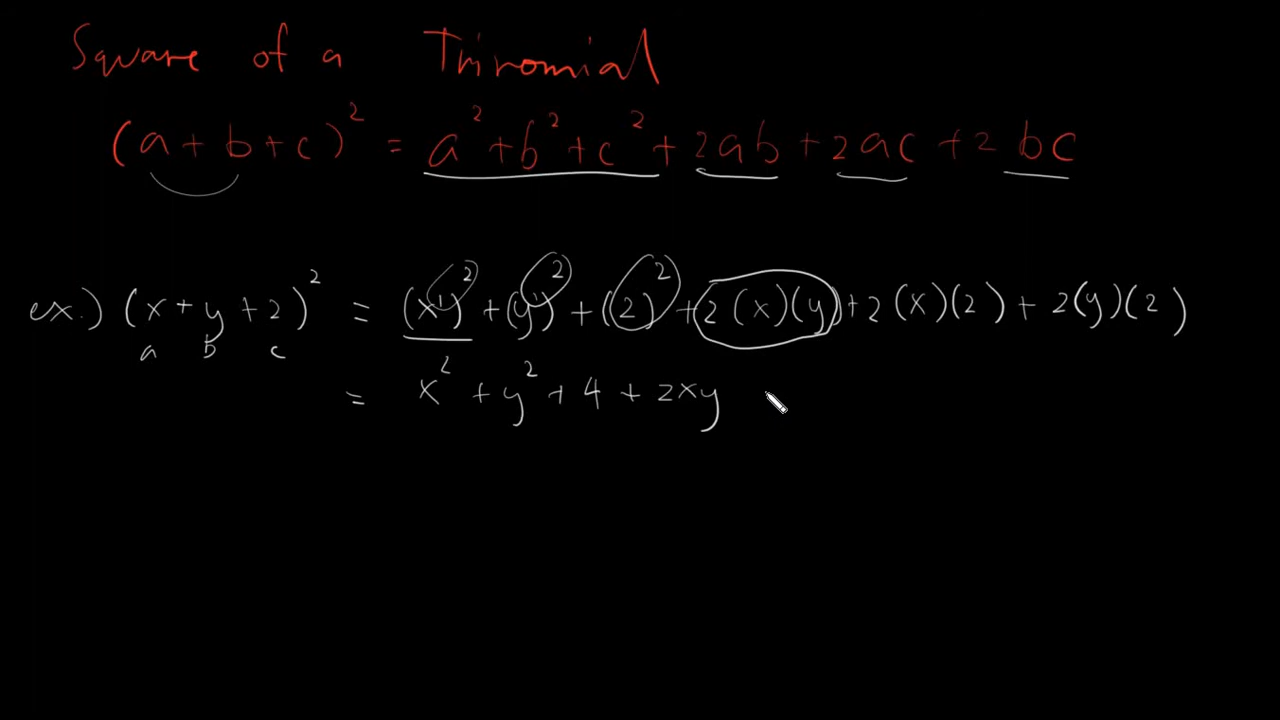 Square of a Trinomial
(a+b+c)² = a²+b²+c²+2ab+2ac+2bc
ex.) (x+y+2)² = (x¹)²+(y¹)²+(2)²+2(x)(y)+2(x)(2)+2(y)(2)
a b c
= x²+y²+4+2xy